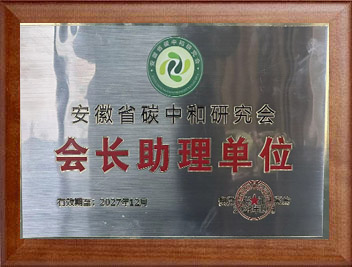 安徽省碳中和研究会
会长助理单位
有效期至：2027年12月